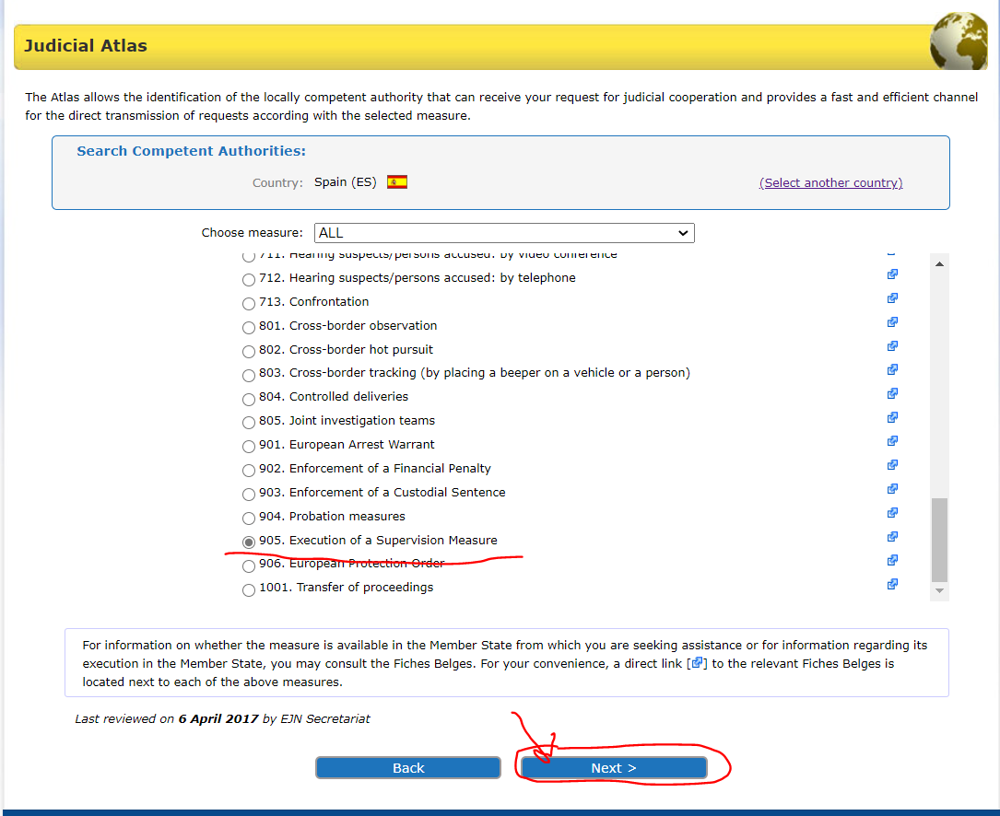 Judicial Atlas
The Atlas allows the identification of the locally competent authority that can receive your request for judicial cooperation and provides a fast and efficient channel
for the direct transmission of requests according with the selected measure.
Search Competent Authorities:
Country: Spain (ES) (Select another country)
Choose measure: ALL
711. Hearing suspects/persons accused: by video conference
712. Hearing suspects/persons accused: by telephone
713. Confrontation
801. Cross-border observation
802. Cross-border hot pursuit
803. Cross-border tracking (by placing a beeper on a vehicle or a person)
804. Controlled deliveries
805. Joint investigation teams
901. European Arrest Warrant
902. Enforcement of a Financial Penalty
903. Enforcement of a Custodial Sentence
904. Probation measures
905. Execution of a Supervision Measure
906. European Protection Order
1001. Transfer of proceedings
For information on whether the measure is available in the Member State from which you are seeking assistance or for information regarding its
execution in the Member State, you may consult the Fiches Belges. For your convenience, a direct link [] to the relevant Fiches Belges is
located next to each of the above measures.
Last reviewed on 6 April 2017 by EJN Secretariat
Back Next >